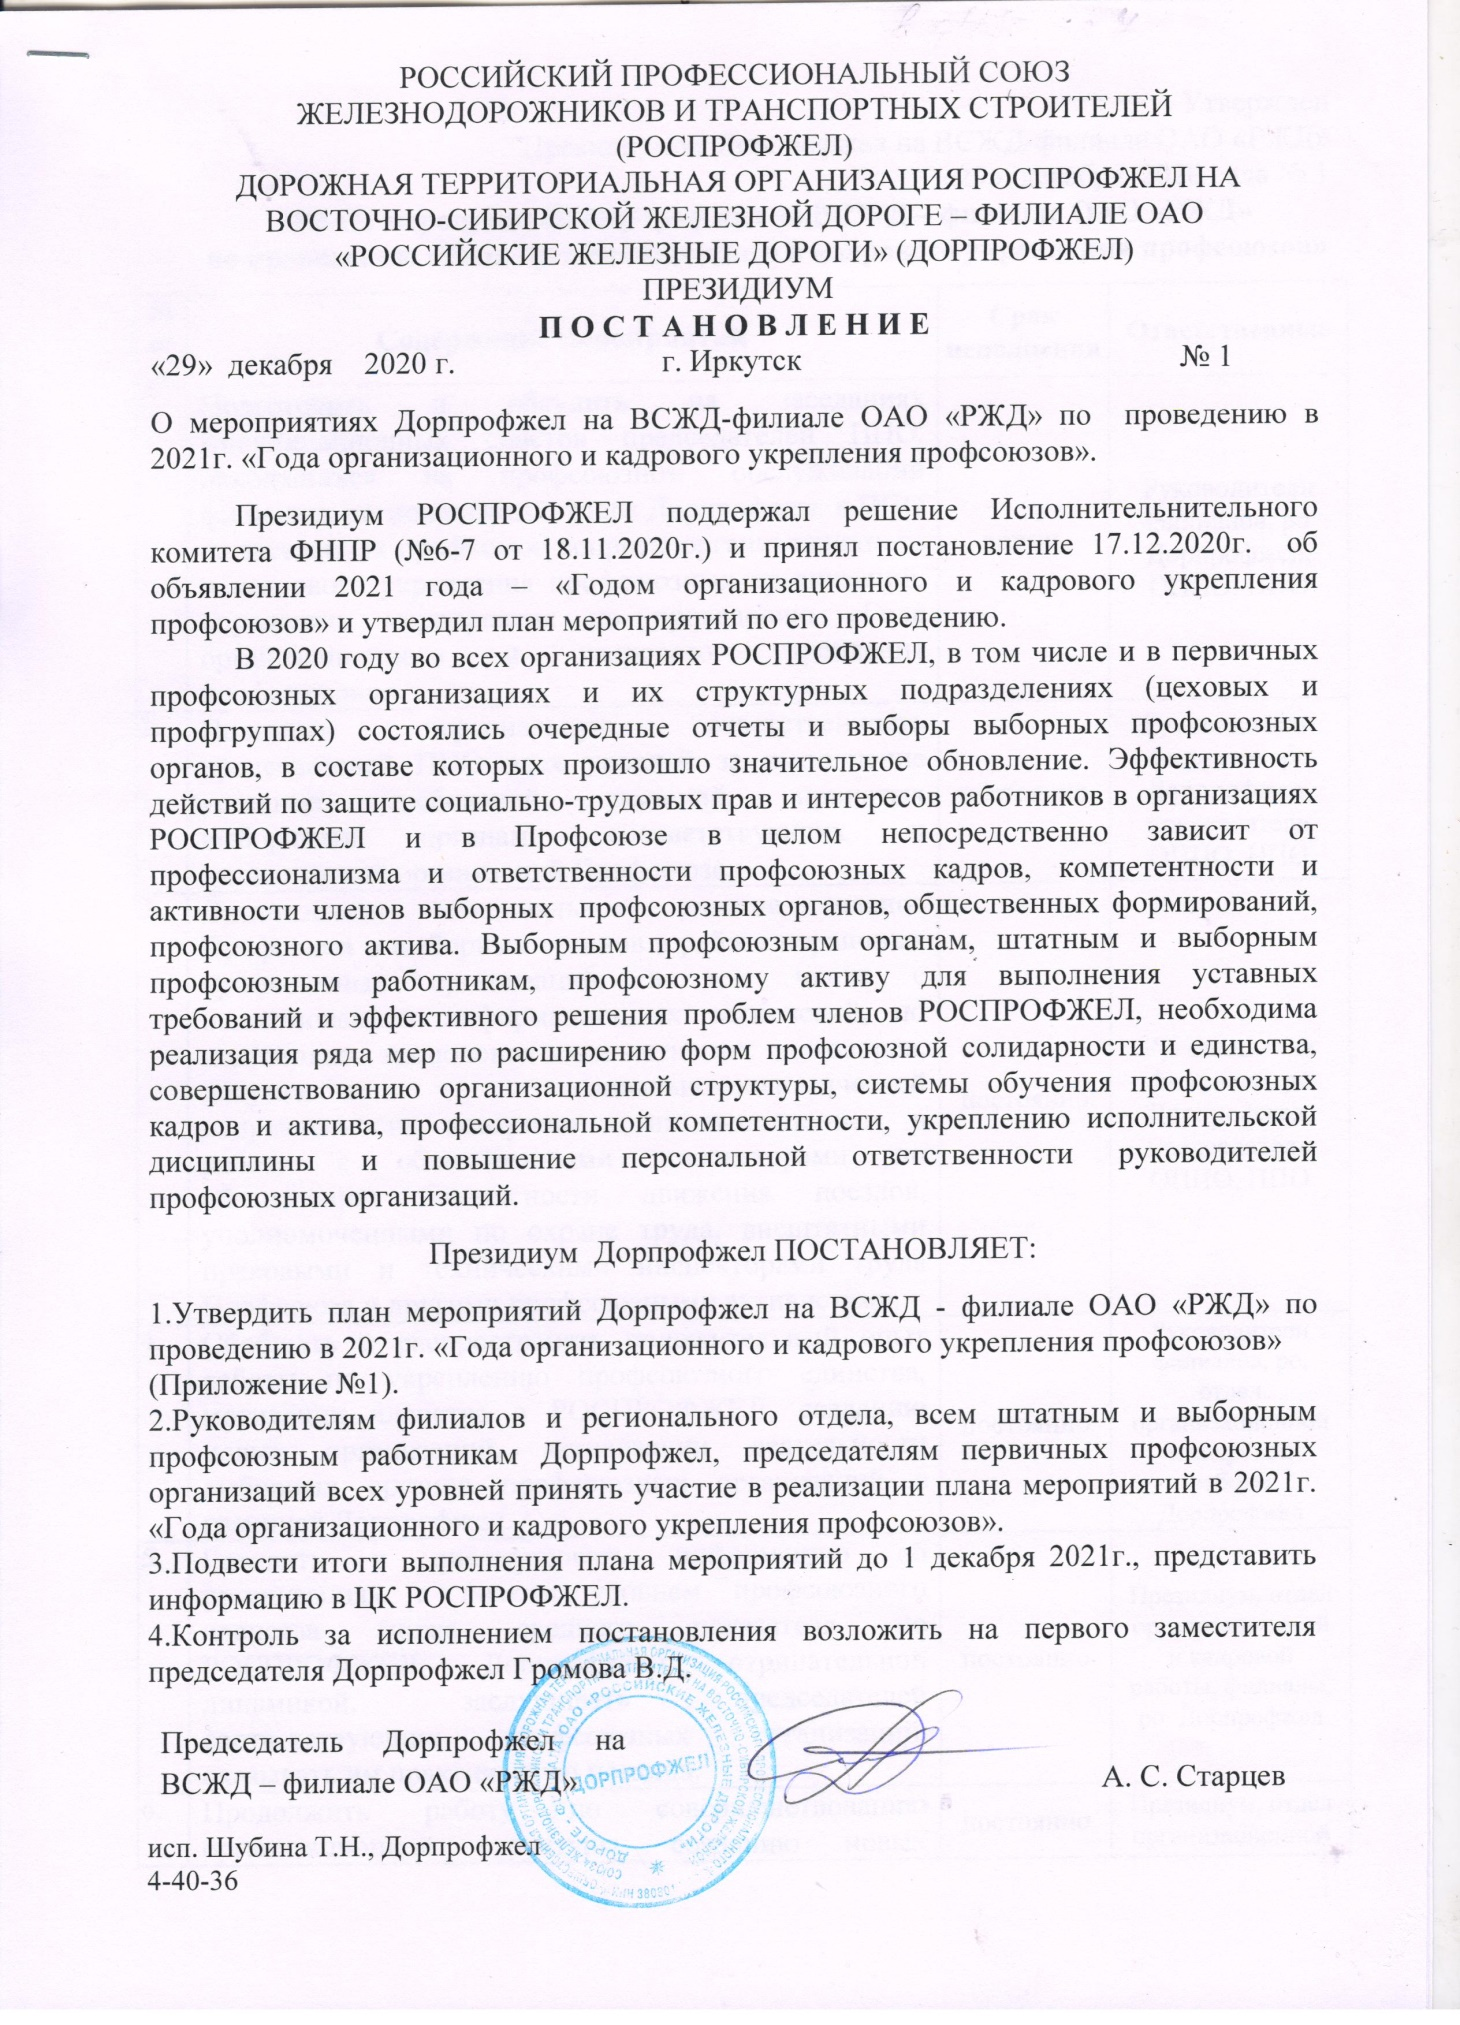 РОССИЙСКИЙ ПРОФЕССИОНАЛЬНЫЙ СОЮЗ
ЖЕЛЕЗНОДОРОЖНИКОВ И ТРАНСПОРТНЫХ СТРОИТЕЛЕЙ
(РОСПРОФЖЕЛ)
ДОРОЖНАЯ ТЕРРИТОРИАЛЬНАЯ ОРГАНИЗАЦИЯ РОСПРОФЖЕЛ НА
ВОСТОЧНО-СИБИРСКОЙ ЖЕЛЕЗНОЙ ДОРОГЕ – ФИЛИАЛЕ ОАО
«РОССИЙСКИЕ ЖЕЛЕЗНЫЕ ДОРОГИ» (ДОРПРОФЖЕЛ)
ПРЕЗИДИУМ
П О С Т А Н О В Л Е Н И Е
«29» декабря 2020 г. г. Иркутск № 1
О мероприятиях Дорпрофжел на ВСЖД-филиале ОАО «РЖД» по проведению в
2021г. «Года организационного и кадрового укрепления профсоюзов».
Президиум РОСПРОФЖЕЛ поддержал решение Исполнительнительного
комитета ФНПР (№6-7 от 18.11.2020г.) и принял постановление 17.12.2020г. об
объявлении 2021 года – «Годом организационного и кадрового укрепления
профсоюзов» и утвердил план мероприятий по его проведению.
В 2020 году во всех организациях РОСПРОФЖЕЛ, в том числе и в первичных
профсоюзных организациях и их структурных подразделениях (цеховых и
профгруппах) состоялись очередные отчеты и выборы выборных профсоюзных
органов, в составе которых произошло значительное обновление. Эффективность
действий по защите социально-трудовых прав и интересов работников в организациях
РОСПРОФЖЕЛ и в Профсоюзе в целом непосредственно зависит от
профессионализма и ответственности профсоюзных кадров, компетентности и
активности членов выборных профсоюзных органов, общественных формирований,
профсоюзного актива. Выборным профсоюзным органам, штатным и выборным
профсоюзным работникам, профсоюзному активу для выполнения уставных
требований и эффективного решения проблем членов РОСПРОФЖЕЛ, необходима
реализация ряда мер по расширению форм профсоюзной солидарности и единства,
совершенствованию организационной структуры, системы обучения профсоюзных
кадров и актива, профессиональной компетентности, укреплению исполнительской
дисциплины и повышение персональной ответственности руководителей
профсоюзных организаций.
Президиум Дорпрофжел ПОСТАНОВЛЯЕТ:
1.Утвердить план мероприятий Дорпрофжел на ВСЖД - филиале ОАО «РЖД» по
проведению в 2021г. «Года организационного и кадрового укрепления профсоюзов»
(Приложение №1).
2.Руководителям филиалов и регионального отдела, всем штатным и выборным
профсоюзным работникам Дорпрофжел, председателям первичных профсоюзных
организаций всех уровней принять участие в реализации плана мероприятий в 2021г.
«Года организационного и кадрового укрепления профсоюзов».
3.Подвести итоги выполнения плана мероприятий до 1 декабря 2021г., представить
информацию в ЦК РОСПРОФЖЕЛ.
4.Контроль за исполнением постановления возложить на первого заместителя
председателя Дорпрофжел Громова В.Д.
Председатель Дорпрофжел на
ВСЖД – филиале ОАО «РЖД» А. С. Старцев
ДОРПРОФЖЕЛ
исп. Шубина Т.Н., Дорпрофжел
4-40-36